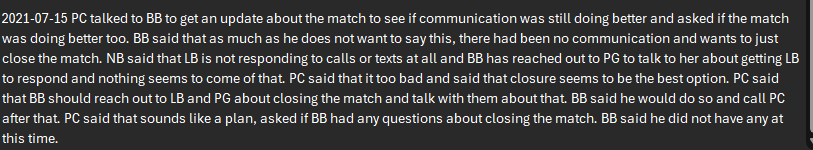 2021-07-15 PC talked to BB to get an update about the match to see if communication was still doing better and asked if the match
was doing better too. BB said that as much as he does not want to say this, there had been no communication and wants to just
close the match. NB said that LB is not responding to calls or texts at all and BB has reached out to PG to talk to her about getting LB
to respond and nothing seems to come of that. PC said that it too bad and said that closure seems to be the best option. PC said
that BB should reach out to LB and PG about closing the match and talk with them about that. BB said he would do so and call PC
after that. PC said that sounds like a plan, asked if BB had any questions about closing the match. BB said he did not have any at
this time.